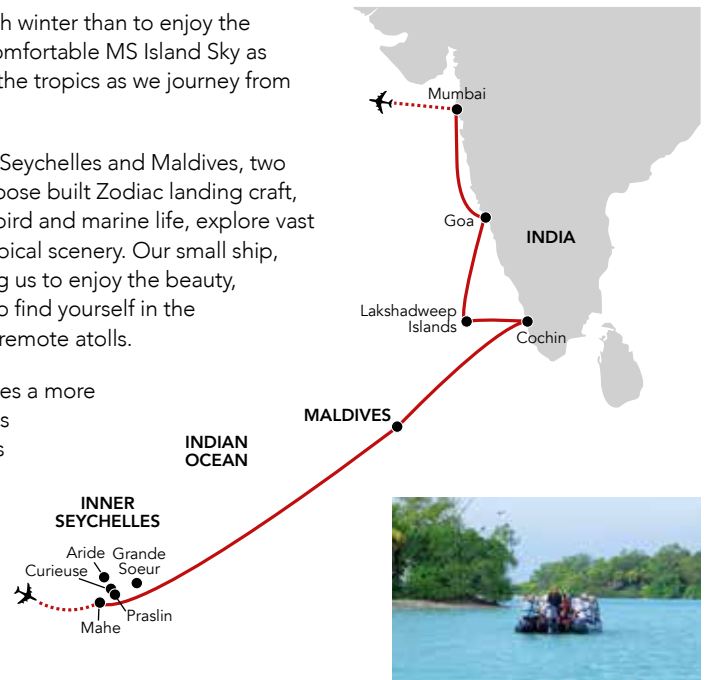 h winter than to enjoy the
omfortable MS Island Sky as
the tropics as we journey from
Seychelles and Maldives, two
pose built Zodiac landing craft,
bird and marine life, explore vast
pical scenery. Our small ship,
g us to enjoy the beauty,
o find yourself in the
remote atolls.
es a more
s
s
Mumbai
Goa
INDIA
Lakshadweep
Islands
Cochin
MALDIVES
INDIAN
OCEAN
INNER
SEYCHELLES
Aride
Grande
Soeur
Curieuse
Praslin
Mahe